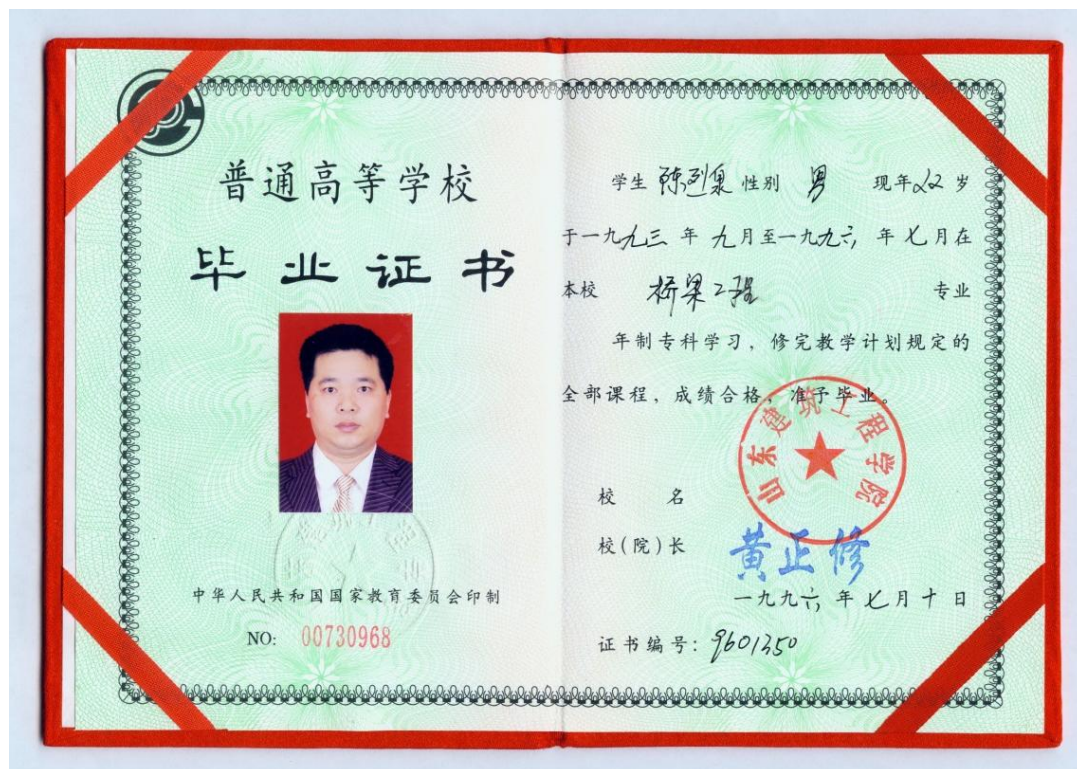 普通高等学校
毕业证书
中华人民共和国国家教育委员会印制
NO: 00730968
学生 陈烈泉 性别 男 现年22岁
于一九九三年九月至一九九六年七月在
本校 桥梁工程 专业
年制专科学习，修完教学计划规定的
全部课程，成绩合格，准予毕业。
山东建筑工程学院
校 名
校(院)长 黄正修
一九九六年七月十日
证书编号: 9601350